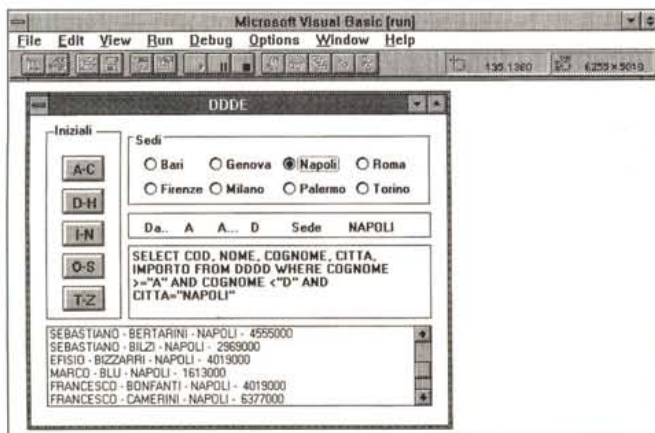 Microsoft Visual Basic [run]
File Edit View Run Debug Options Window Help
135,1360 6255 × 5019
DDDE
Iniziali
A-C
D-H
I-N
O-S
T-Z
Sedi
Bari Genova Napoli Roma
Firenze Milano Palermo Torino
Da.. A A... D Sede NAPOLI
SELECT COD, NOME, COGNOME, CITTA,
IMPORTO FROM DDDD WHERE COGNOME
>="A" AND COGNOME <"D" AND
CITTA="NAPOLI"
SEBASTIANO - BERTARINI - NAPOLI - 4555000
SEBASTIANO - BILZI - NAPOLI - 2969000
EFISIO - BIZZARRI - NAPOLI - 4019000
MARCO - BLU - NAPOLI - 1613000
FRANCESCO - BONFANTI - NAPOLI - 4019000
FRANCESCO - CAMERINI - NAPOLI - 6377000